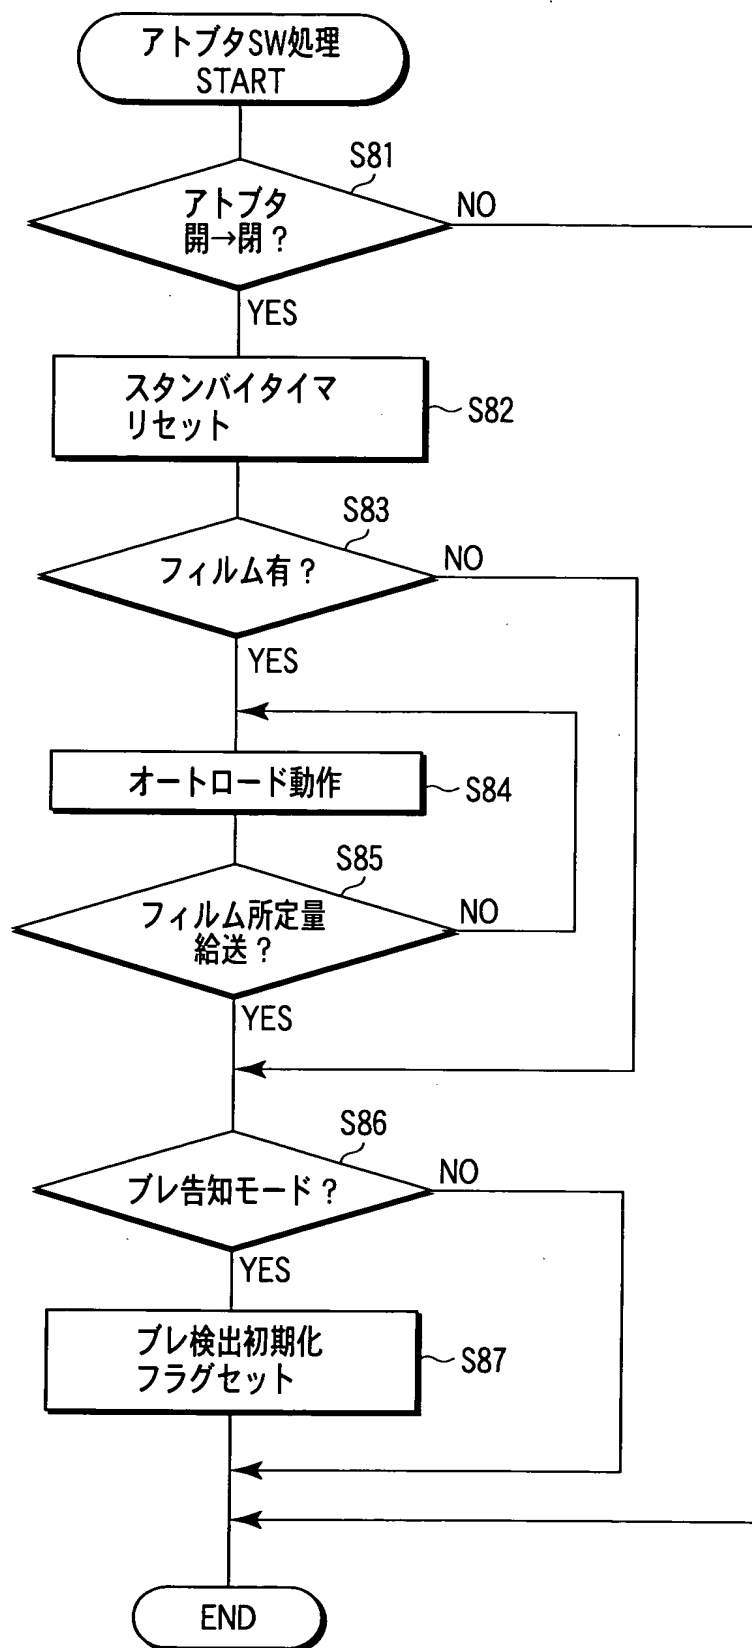 アトブタSW処理
START
S81
アトブタ
開→閉?
NO
YES
スタンバイタイマ
リセット
S82
S83
フィルム有?
NO
YES
オートロード動作
S84
S85
フィルム所定量
給送?
NO
YES
S86
ブレ告知モード?
NO
YES
ブレ検出初期化
フラグセット
S87
END